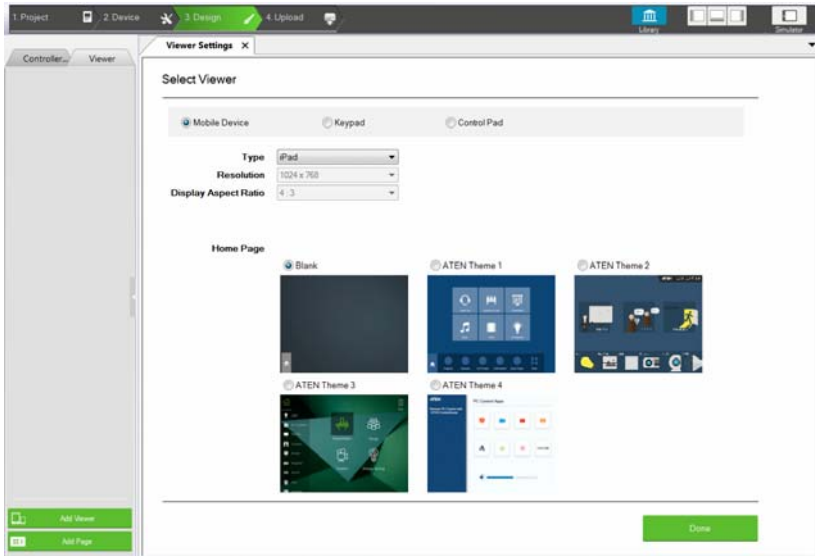 1. Project 2. Device 3. Design 4. Upload
Library Simulator
Controller... Viewer
Viewer Settings X
Select Viewer
Mobile Device Keypad Control Pad
Type iPad
Resolution 1024 x 768
Display Aspect Ratio 4:3
Home Page
Blank ATEN Theme 1 ATEN Theme 2
ATEN Theme 3 ATEN Theme 4
Add Viewer
Add Page
Done